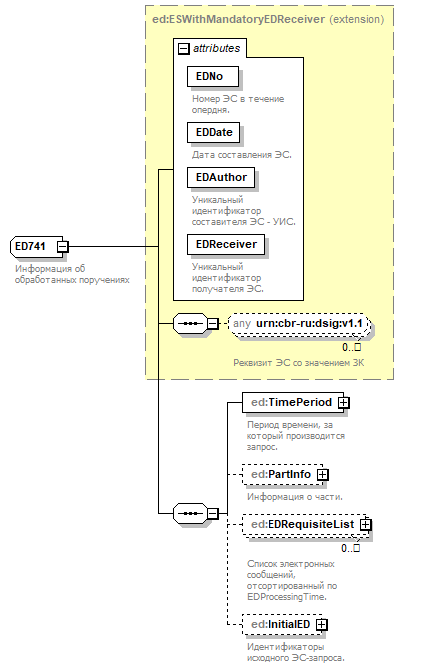 ed:ESWithMandatoryEDReceiver (extension)
attributes
EDNo
Номер ЭС в течение
опердня.
EDDate
Дата составления ЭС.
EDAuthor
Уникальный
идентификатор
составителя ЭС - УИС.
EDReceiver
Уникальный
идентификатор
получателя ЭС.
ED741
Информация об
обработанных поручениях
any urn:cbr-ru:dsig:v1.1
0..□
Реквизит ЭС со значением ЗК
ed:TimePeriod
Период времени, за
который производится
запрос.
ed:PartInfo
Информация о части.
ed:EDRequisiteList
0..□
Список электронных
сообщений,
отсортированный по
EDProcessingTime.
ed:InitialED
Идентификаторы
исходного ЭС-запроса.